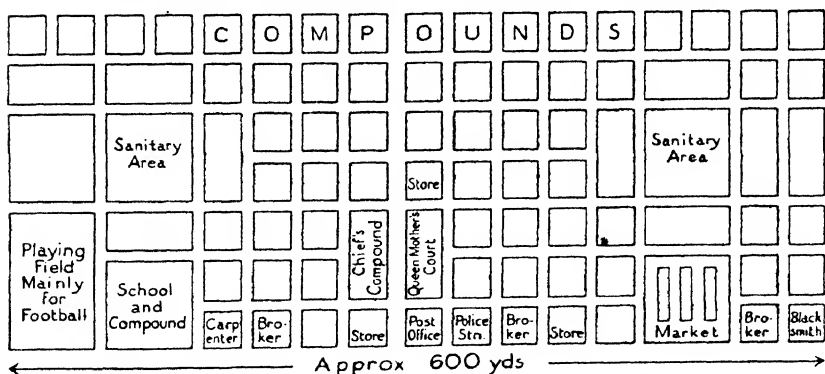 C O M P O U N D S
Sanitary
Area
Sanitary
Area
Store
Playing
Field
Mainly
for
Football
Chief's
Compound
Queen Mother's
Court
School
and
Compound
Carp
enter
Bro-
ker
Store
Post
Office
Police
Stn.
Bro-
ker
Store
Market
Bro-
ker
Black
smith
Approx 600 yds